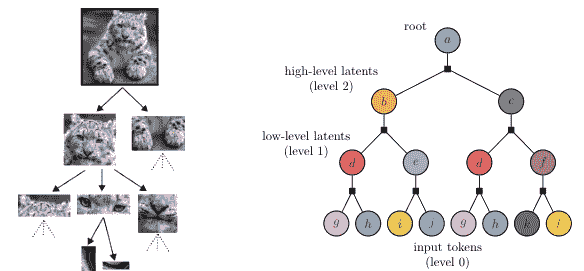 root
a
high-level latents
(level 2)
b
c
low-level latents
(level 1)
d
e
d
f
g
h
i
j
g
h
k
l
input tokens
(level 0)